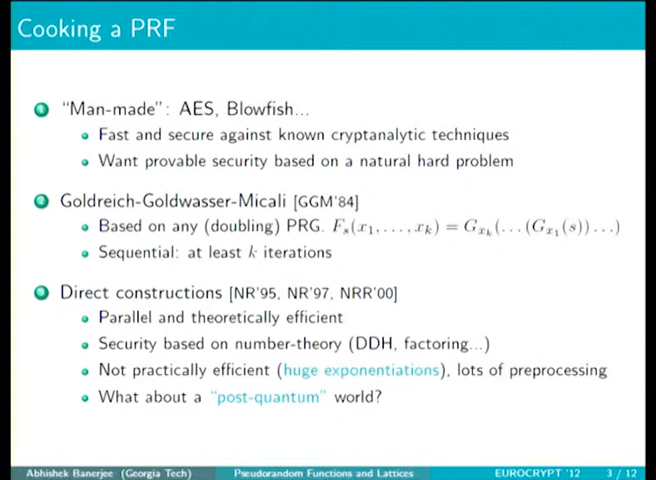 Cooking a PRF
1 "Man-made": AES, Blowfish...
Fast and secure against known cryptanalytic techniques
Want provable security based on a natural hard problem
2 Goldreich-Goldwasser-Micali [GGM'84]
Based on any (doubling) PRG. F_s(x_1, ..., x_k) = G_{x_k}(...(G_{x_1}(s))...)
Sequential: at least k iterations
3 Direct constructions [NR'95, NR'97, NRR'00]
Parallel and theoretically efficient
Security based on number-theory (DDH, factoring...)
Not practically efficient (huge exponentiations), lots of preprocessing
What about a "post-quantum" world?
Abhishek Banerjee (Georgia Tech) Pseudorandom Functions and Lattices EUROCRYPT '12 3 / 12